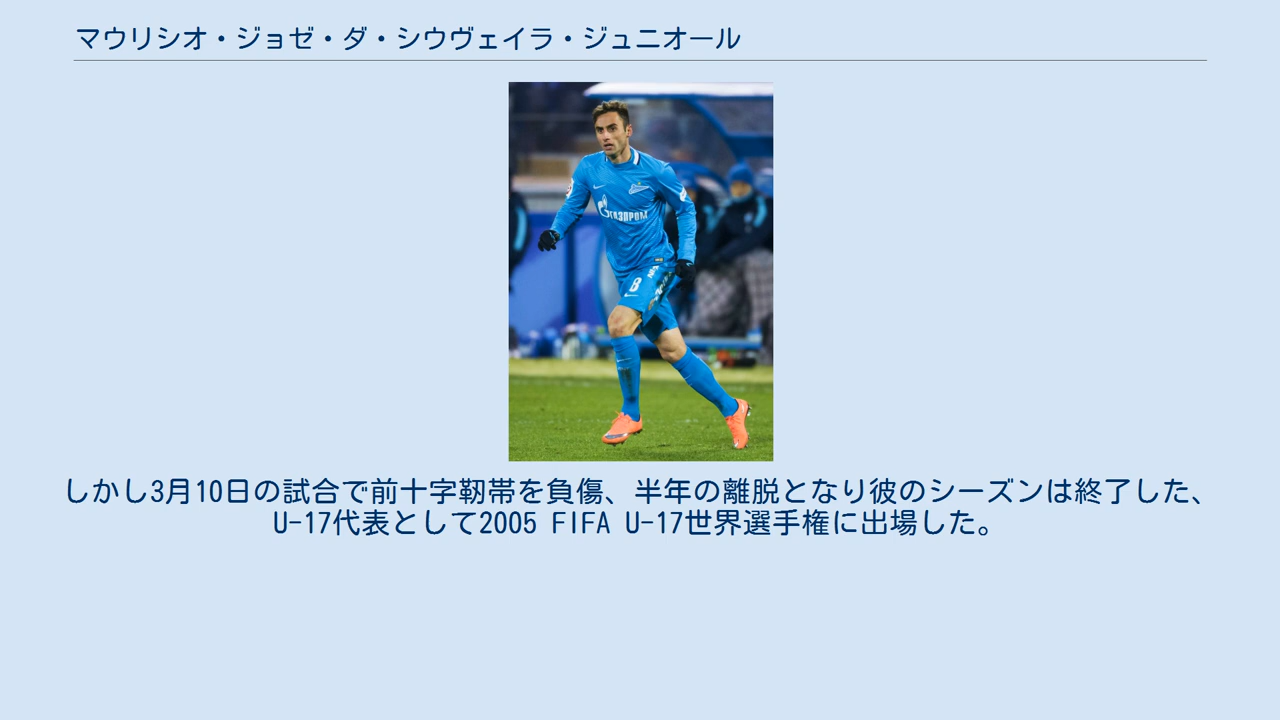 マウリシオ・ジョゼ・ダ・シウヴェイラ・ジュニオール
ГАЗПРОМ
8
しかし3月10日の試合で前十字靭帯を負傷、半年の離脱となり彼のシーズンは終了した、
U-17代表として2005 FIFA U-17世界選手権に出場した。